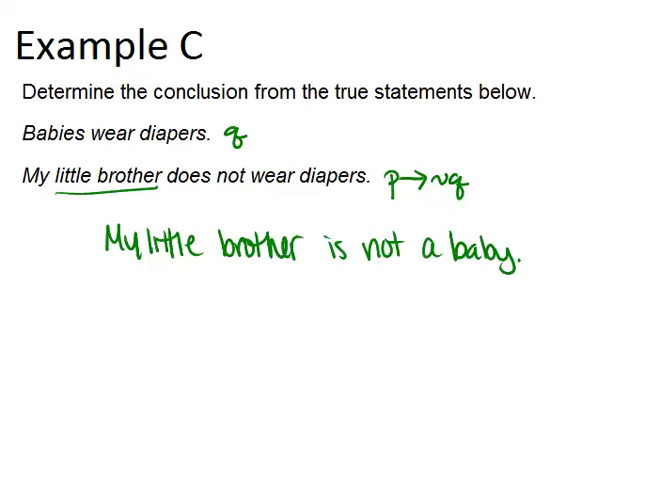 Example C
Determine the conclusion from the true statements below.
Babies wear diapers. q
My little brother does not wear diapers. p→~q
My little brother is not a baby.